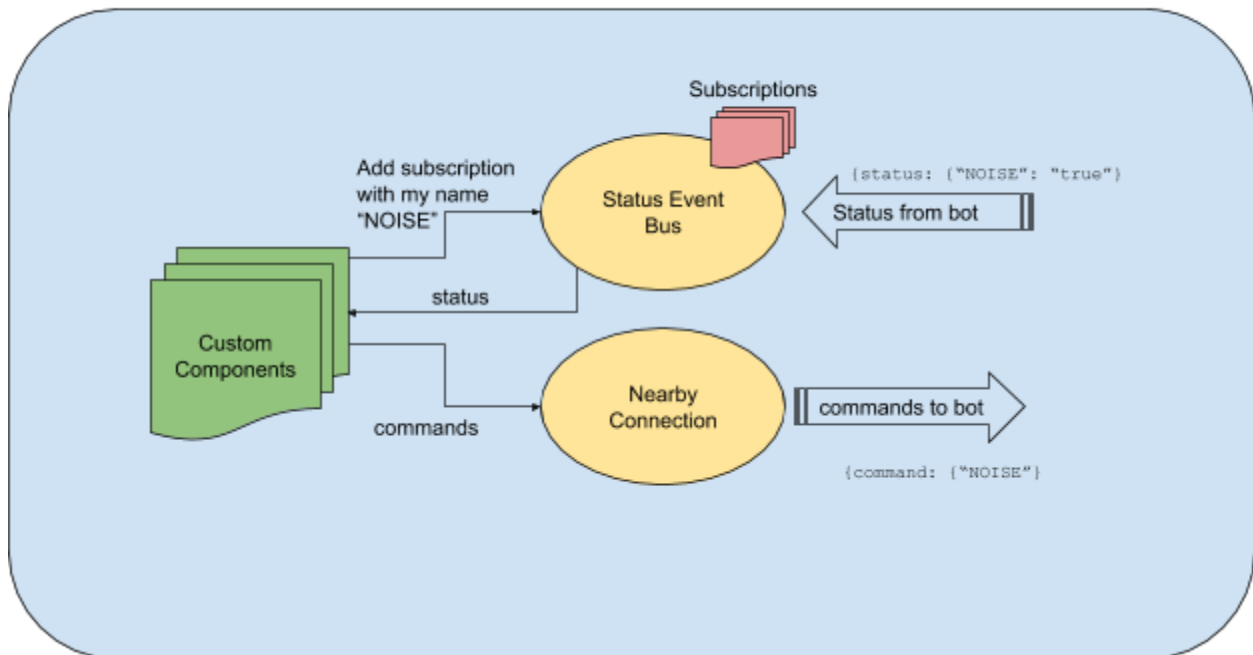 Subscriptions
Add subscription
with my name
“NOISE”
Status Event
Bus
{status: {“NOISE”: “true”}
Status from bot
status
Custom
Components
Nearby
Connection
commands to bot
commands
{command: {“NOISE”}